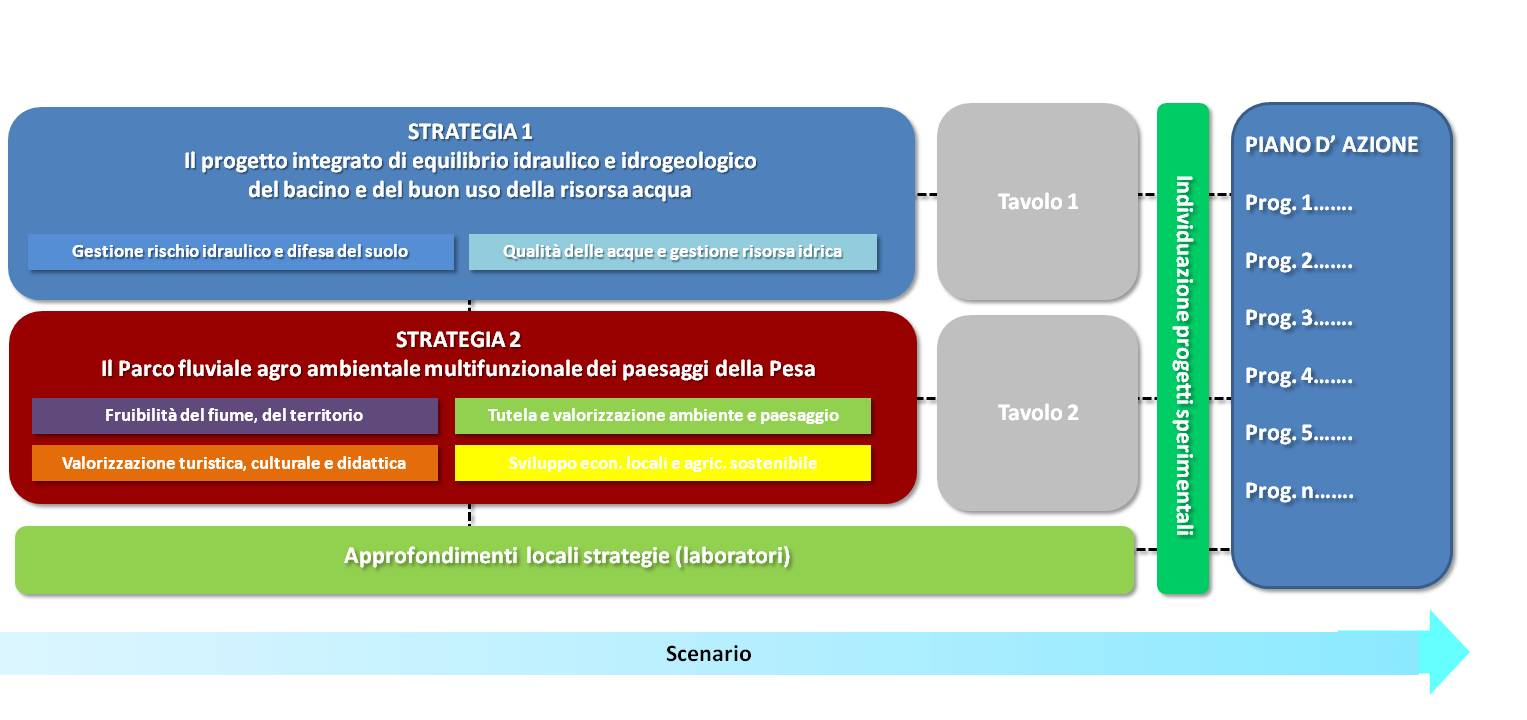 STRATEGIA 1
Il progetto integrato di equilibrio idraulico e idrogeologico
del bacino e del buon uso della risorsa acqua
Gestione rischio idraulico e difesa del suolo
Qualità delle acque e gestione risorsa idrica
STRATEGIA 2
Il Parco fluviale agro ambientale multifunzionale dei paesaggi della Pesa
Fruibilità del fiume, del territorio
Tutela e valorizzazione ambiente e paesaggio
Valorizzazione turistica, culturale e didattica
Sviluppo econ. locali e agric. sostenibile
Approfondimenti locali strategie (laboratori)
Tavolo 1
Tavolo 2
Individuazione progetti sperimentali
PIANO D' AZIONE
Prog. 1.......
Prog. 2.......
Prog. 3.......
Prog. 4.......
Prog. 5.......
Prog. n.......
Scenario